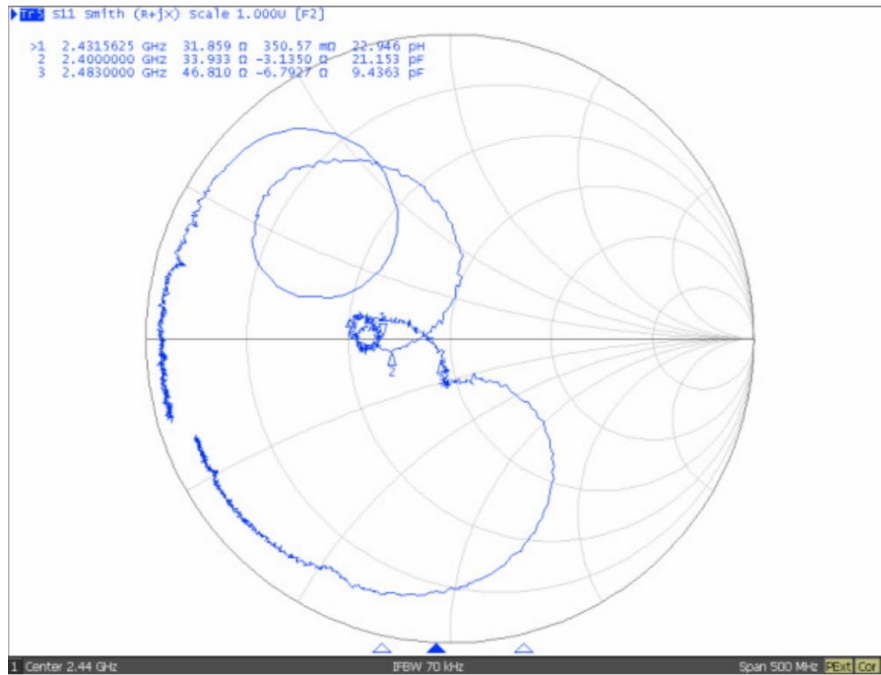 Tr5 S11 Smith (R+jX) Scale 1.000U [F2]
>1 2.4315625 GHz 31.859 Ω 350.57 mΩ 22.946 pH
2 2.4000000 GHz 33.933 Ω -3.1350 Ω 21.153 pF
3 2.4830000 GHz 46.810 Ω -6.7927 Ω 9.4363 pF
2
1 Center 2.44 GHz IFBW 70 kHz Span 500 MHz PExt Cor